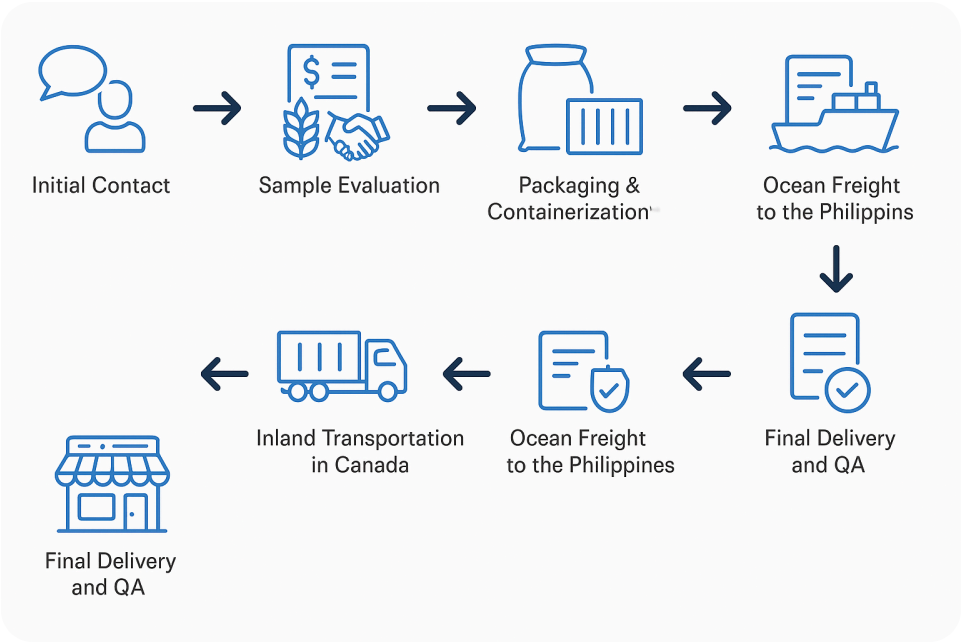 Initial Contact
Sample Evaluation
Packaging &
Containerization
Ocean Freight
to the Philippins
Final Delivery
and QA
Ocean Freight
to the Philippines
Inland Transportation
in Canada
Final Delivery
and QA
$